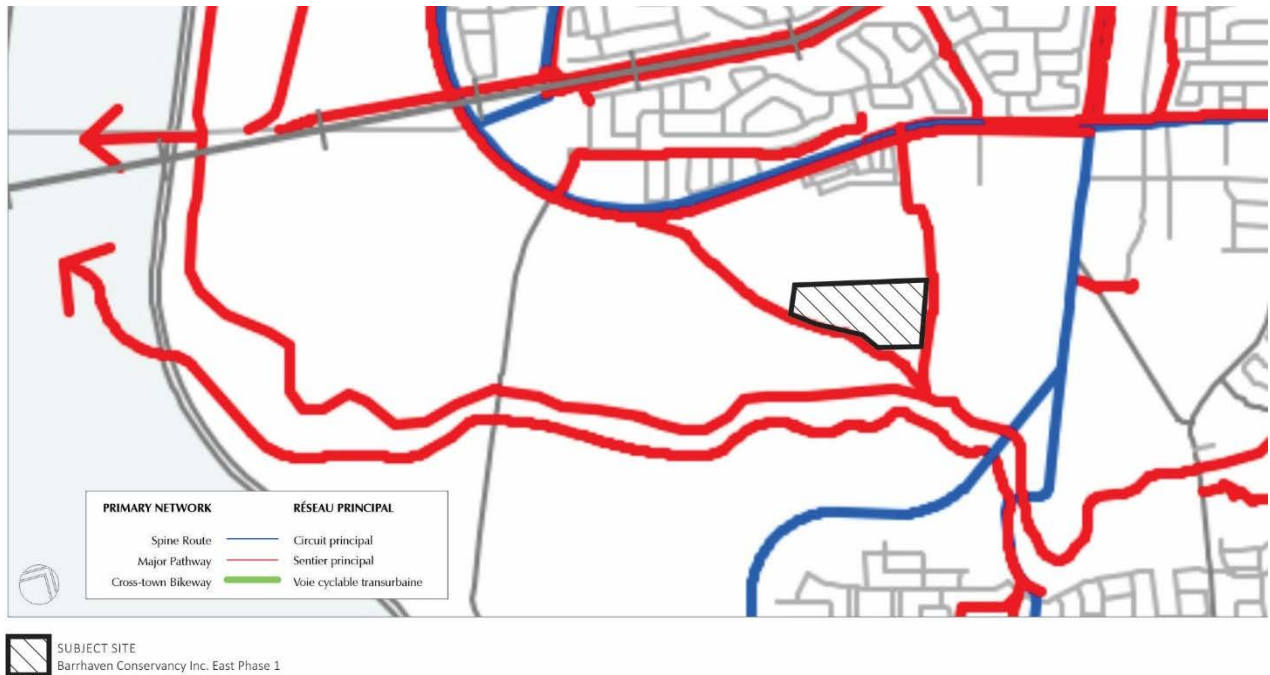 PRIMARY NETWORK RÉSEAU PRINCIPAL
Spine Route Circuit principal
Major Pathway Sentier principal
Cross-town Bikeway Voie cyclable transurbaine
SUBJECT SITE
Barrhaven Conservancy Inc. East Phase 1